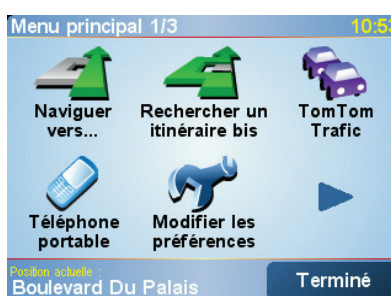 Menu principal 1/3
10:53
Naviguer
vers...
Rechercher un
itinéraire bis
TomTom
Trafic
Téléphone
portable
Modifier les
préférences
Position actuelle :
Boulevard Du Palais
Terminé